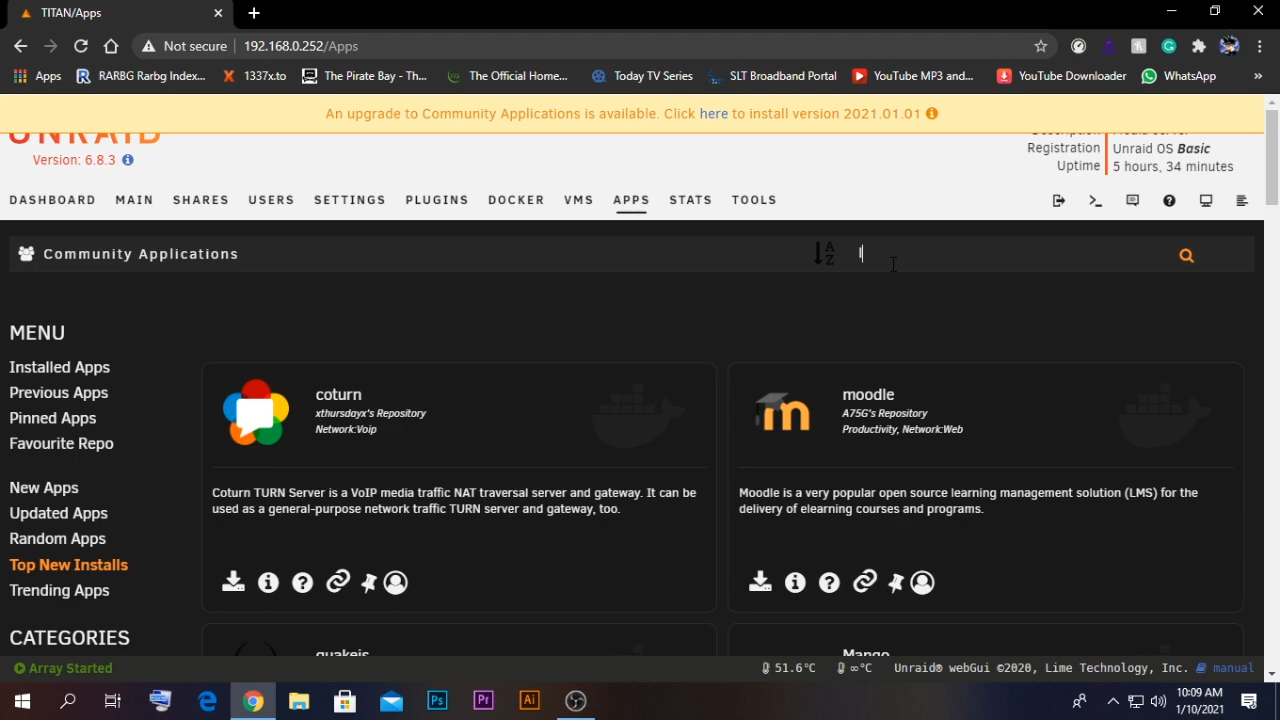 TITAN/Apps
Not secure
192.168.0.252/Apps
Apps
RARBG Rarbg Index...
1337x.to
The Pirate Bay - Th...
The Official Home...
Today TV Series
SLT Broadband Portal
YouTube MP3 and...
YouTube Downloader
WhatsApp
An upgrade to Community Applications is available. Click here to install version 2021.01.01
UNRAID
Version: 6.8.3
Registration
Unraid OS Basic
Uptime
5 hours, 34 minutes
DASHBOARD MAIN SHARES USERS SETTINGS PLUGINS DOCKER VMS APPS STATS TOOLS
Community Applications
A
Z
MENU
Installed Apps
Previous Apps
Pinned Apps
Favourite Repo
New Apps
Updated Apps
Random Apps
Top New Installs
Trending Apps
CATEGORIES
coturn
xthursdayx's Repository
Network:Voip
Coturn TURN Server is a VoIP media traffic NAT traversal server and gateway. It can be
used as a general-purpose network traffic TURN server and gateway, too.
moodle
A75G's Repository
Productivity, Network:Web
Moodle is a very popular open source learning management solution (LMS) for the
delivery of elearning courses and programs.
quakejs
Mango
Array Started
51.6°C
∞°C
Unraid® webGui ©2020, Lime Technology, Inc.
manual
Ps
Pr
Ai
10:09 AM
1/10/2021